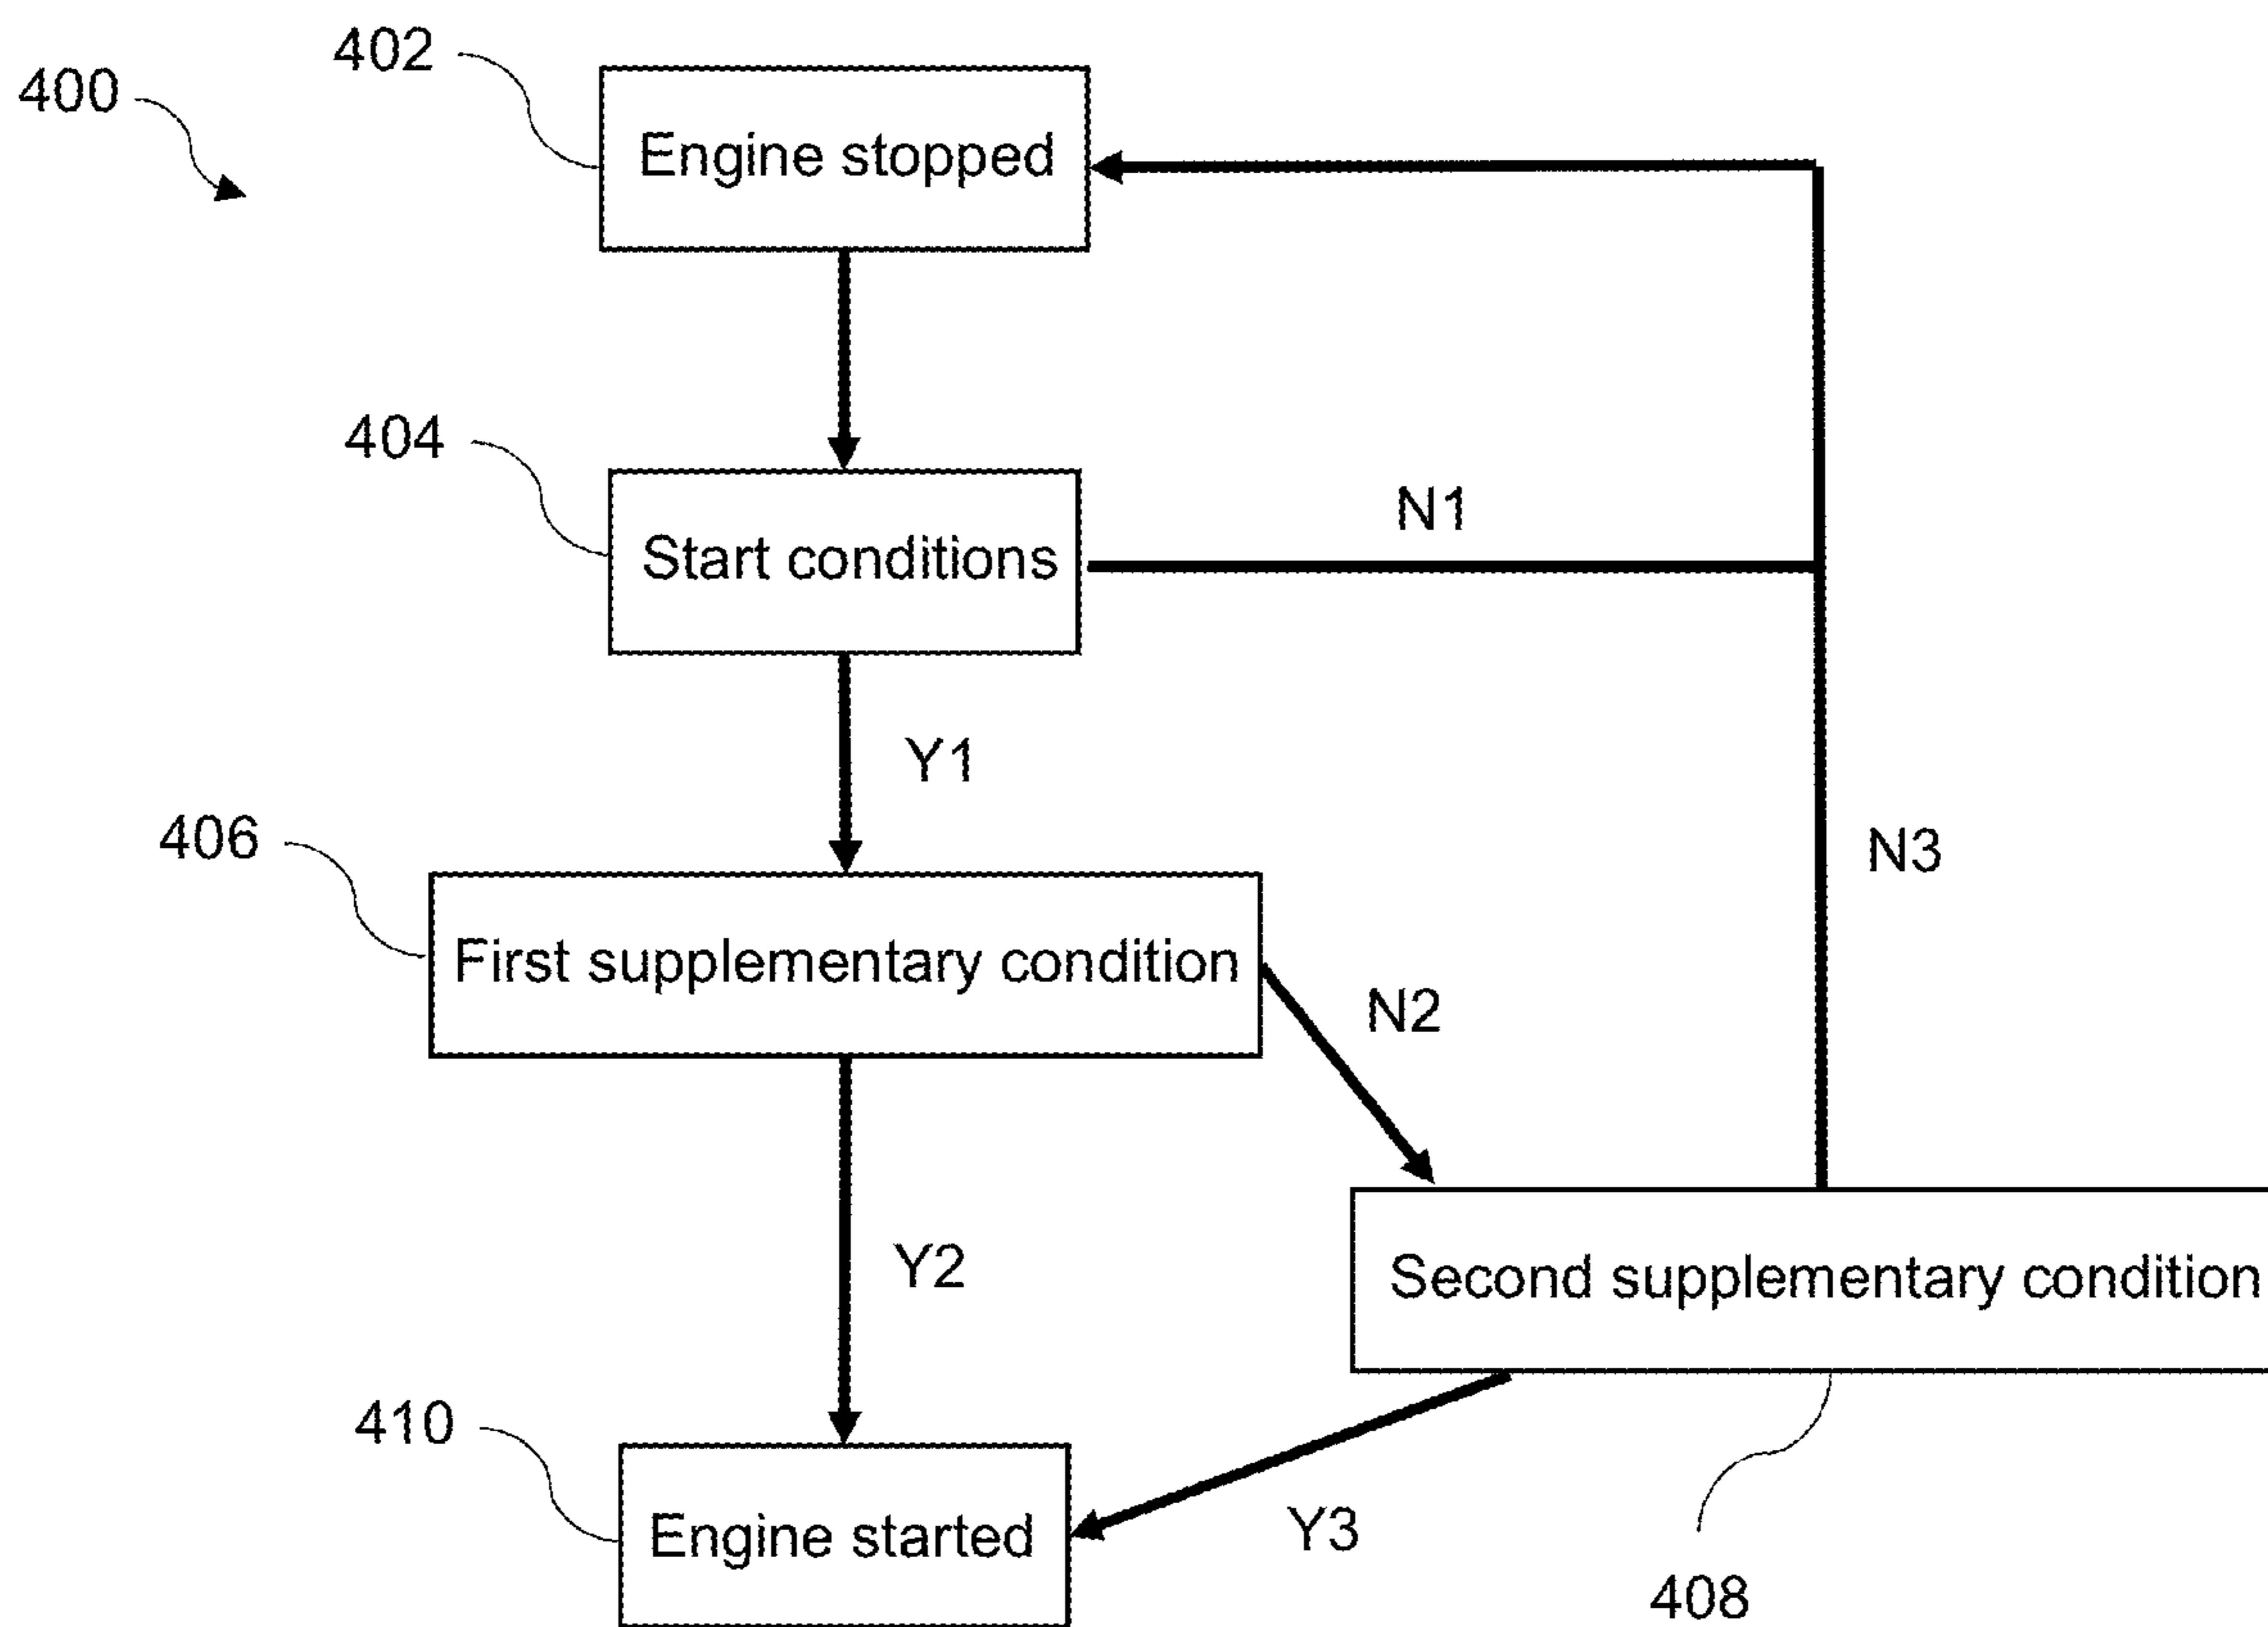 402
400
Engine stopped
404
N1
Start conditions
Y1
406
N3
First supplementary condition
N2
Y2
Second supplementary condition
410
Engine started
Y3
408